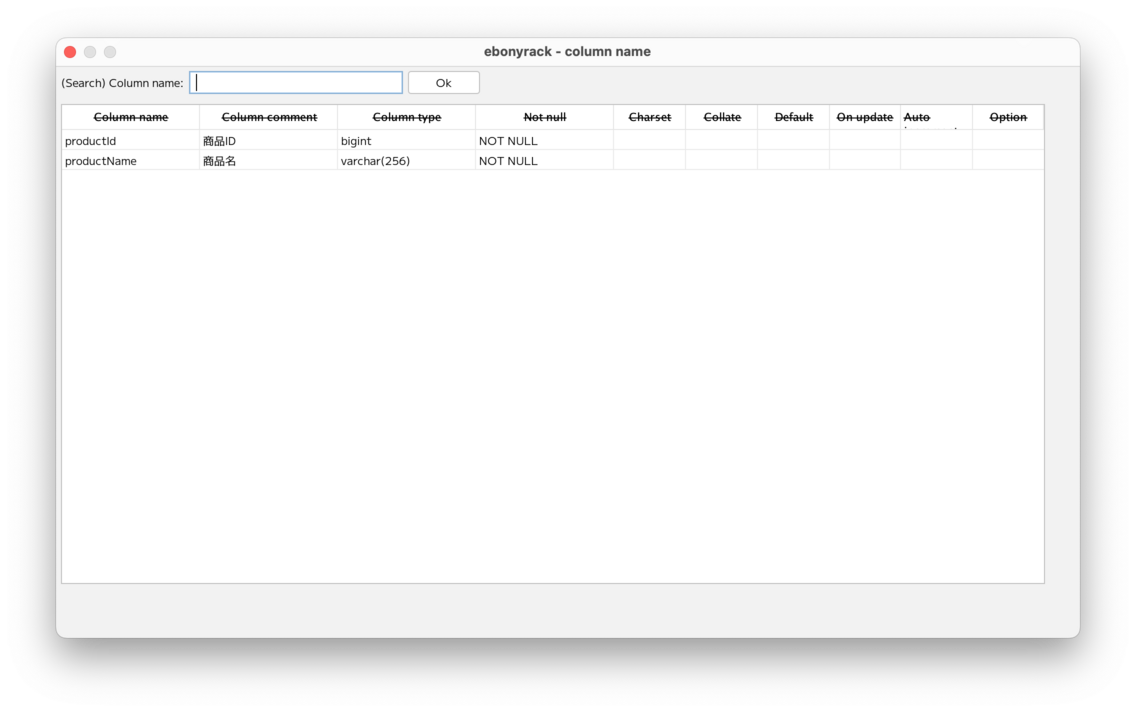 ebonyrack - column name
(Search) Column name: Ok
Column name Column comment Column type Not null Charset Collate Default On update Auto Option
productId 商品ID bigint NOT NULL
productName 商品名 varchar(256) NOT NULL